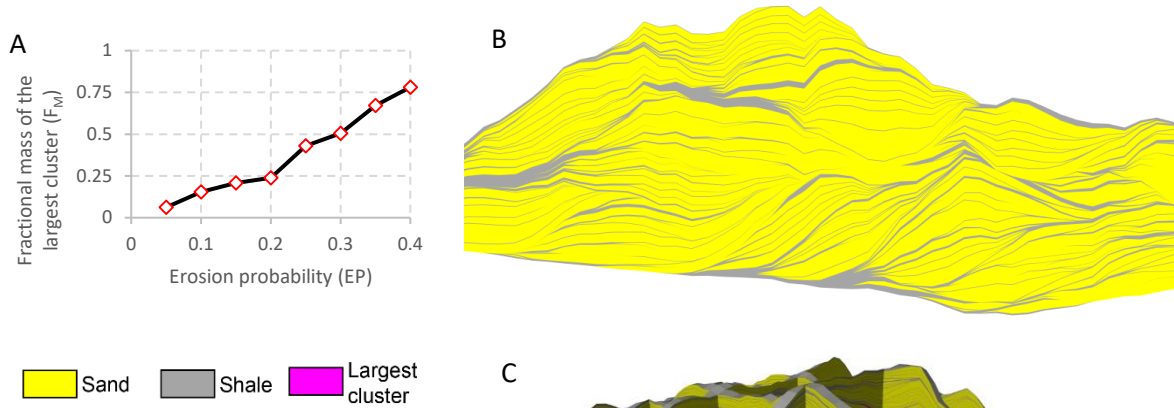 A
Fractional mass of the
largest cluster (FM)
1
0.75
0.5
0.25
0
0 0.1 0.2 0.3 0.4
Erosion probability (EP)
B
Sand Shale Largest
cluster
C